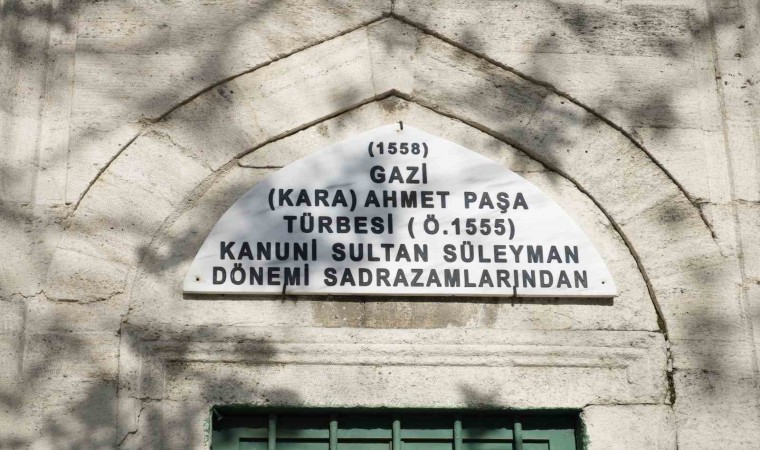 (1558)
GAZİ
(KARA) AHMET PAŞA
TÜRBESİ (Ö.1555)
KANUNİ SULTAN SÜLEYMAN
DÖNEMİ SADRAZAMLARINDAN